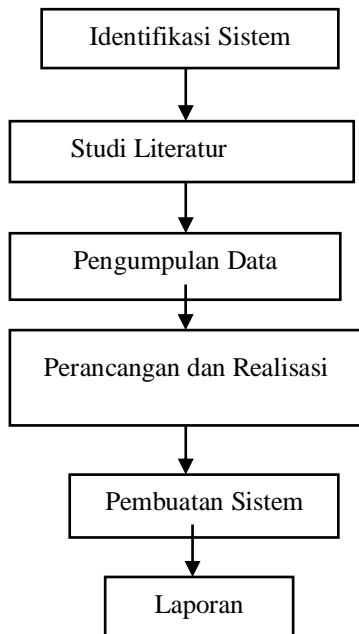 Identifikasi Sistem
Studi Literatur
Pengumpulan Data
Perancangan dan Realisasi
Pembuatan Sistem
Laporan